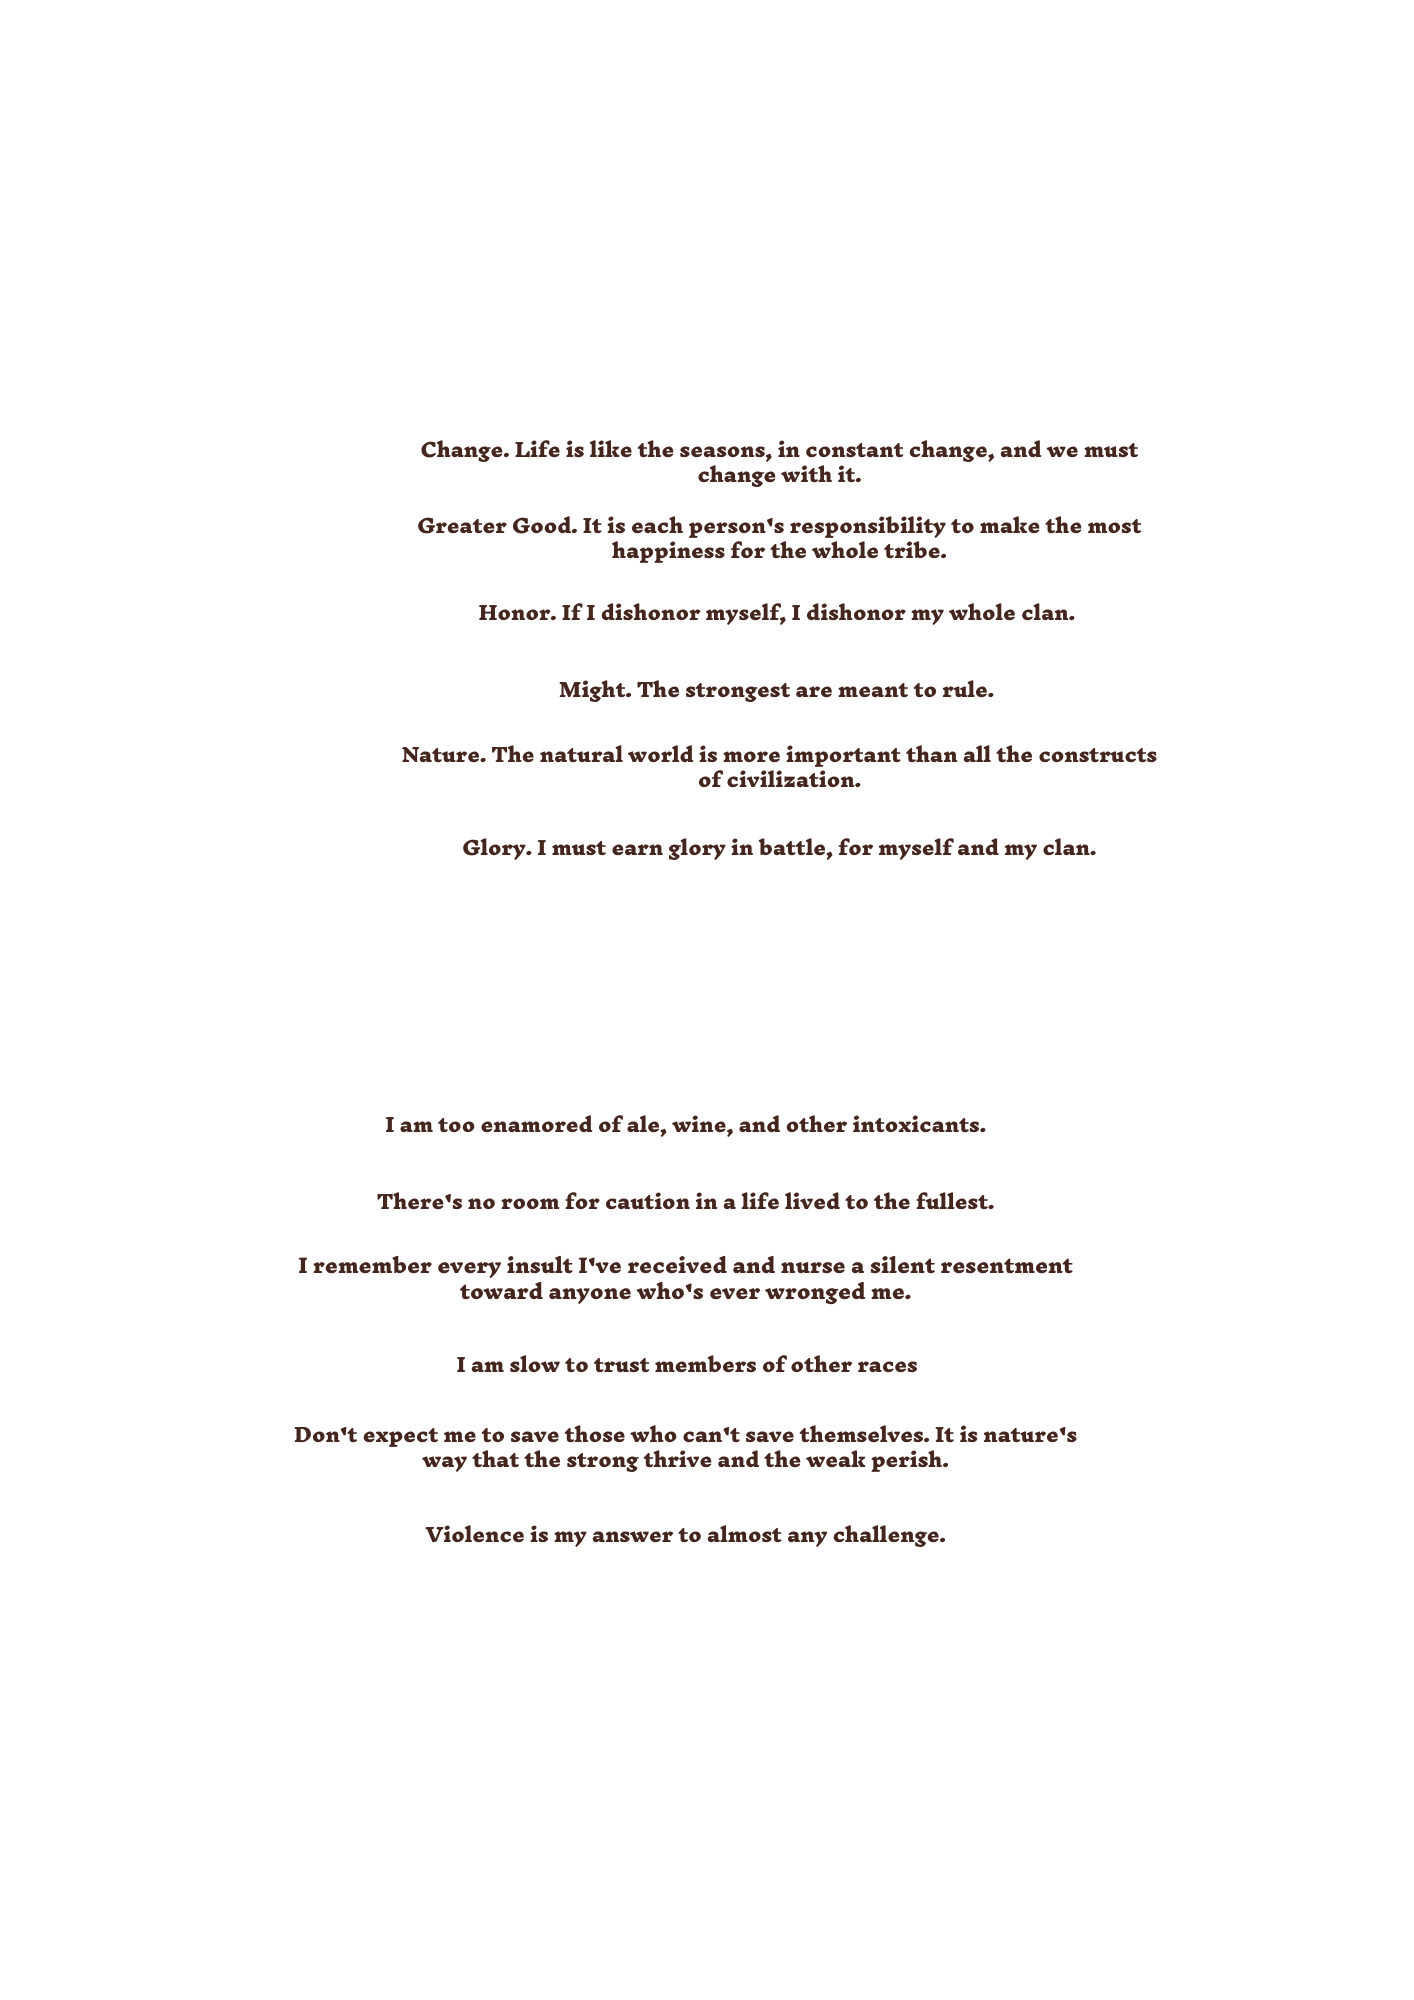 Change. Life is like the seasons, in constant change, and we must
change with it.
Greater Good. It is each person's responsibility to make the most
happiness for the whole tribe.
Honor. If I dishonor myself, I dishonor my whole clan.
Might. The strongest are meant to rule.
Nature. The natural world is more important than all the constructs
of civilization.
Glory. I must earn glory in battle, for myself and my clan.
I am too enamored of ale, wine, and other intoxicants.
There's no room for caution in a life lived to the fullest.
I remember every insult I've received and nurse a silent resentment
toward anyone who's ever wronged me.
I am slow to trust members of other races
Don't expect me to save those who can't save themselves. It is nature's
way that the strong thrive and the weak perish.
Violence is my answer to almost any challenge.